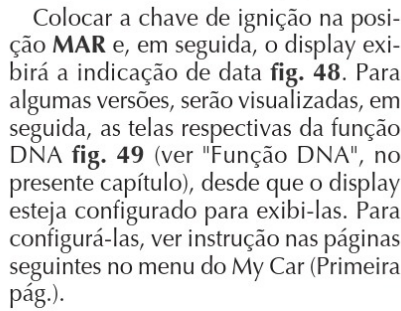 Colocar a chave de ignição na posi-
ção MAR e, em seguida, o display exi-
birá a indicação de data fig. 48. Para
algumas versões, serão visualizadas, em
seguida, as telas respectivas da função
DNA fig. 49 (ver "Função DNA", no
presente capítulo), desde que o display
esteja configurado para exibi-las. Para
configurá-las, ver instrução nas páginas
seguintes no menu do My Car (Primeira
pág.).